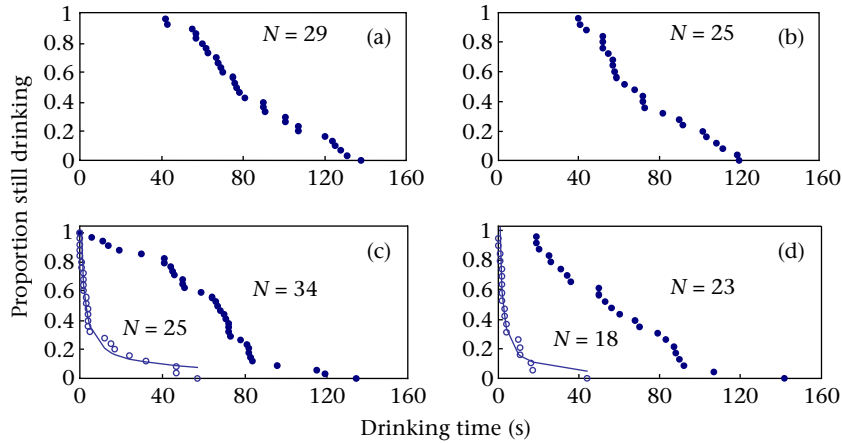 Proportion still drinking
1
0.8
0.6
0.4
0.2
0
0 40 80 120 160
N = 29
(a)
1
0.8
0.6
0.4
0.2
0
0 40 80 120 160
N = 25
(b)
1
0.8
0.6
0.4
0.2
0
0 40 80 120 160
(c)
N = 34
N = 25
1
0.8
0.6
0.4
0.2
0
0 40 80 120 160
(d)
N = 23
N = 18
Drinking time (s)